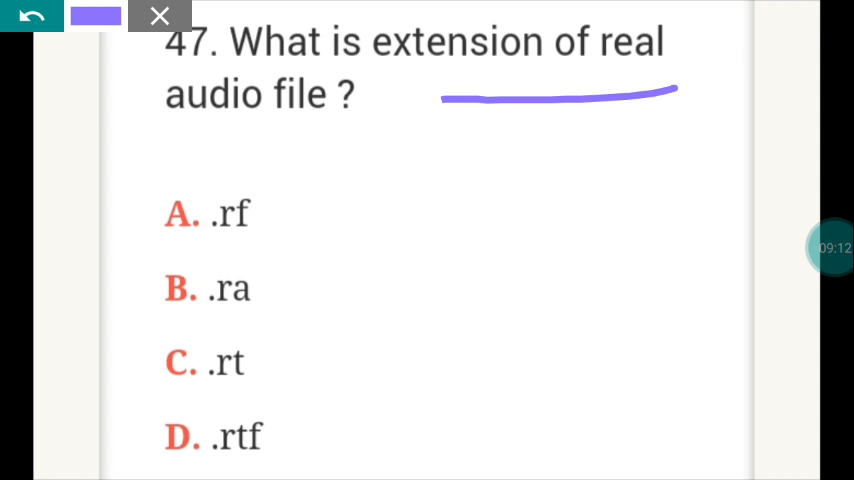 47. What is extension of real
audio file ?
A. .rf
B. .ra
C. .rt
D. .rtf
09:12